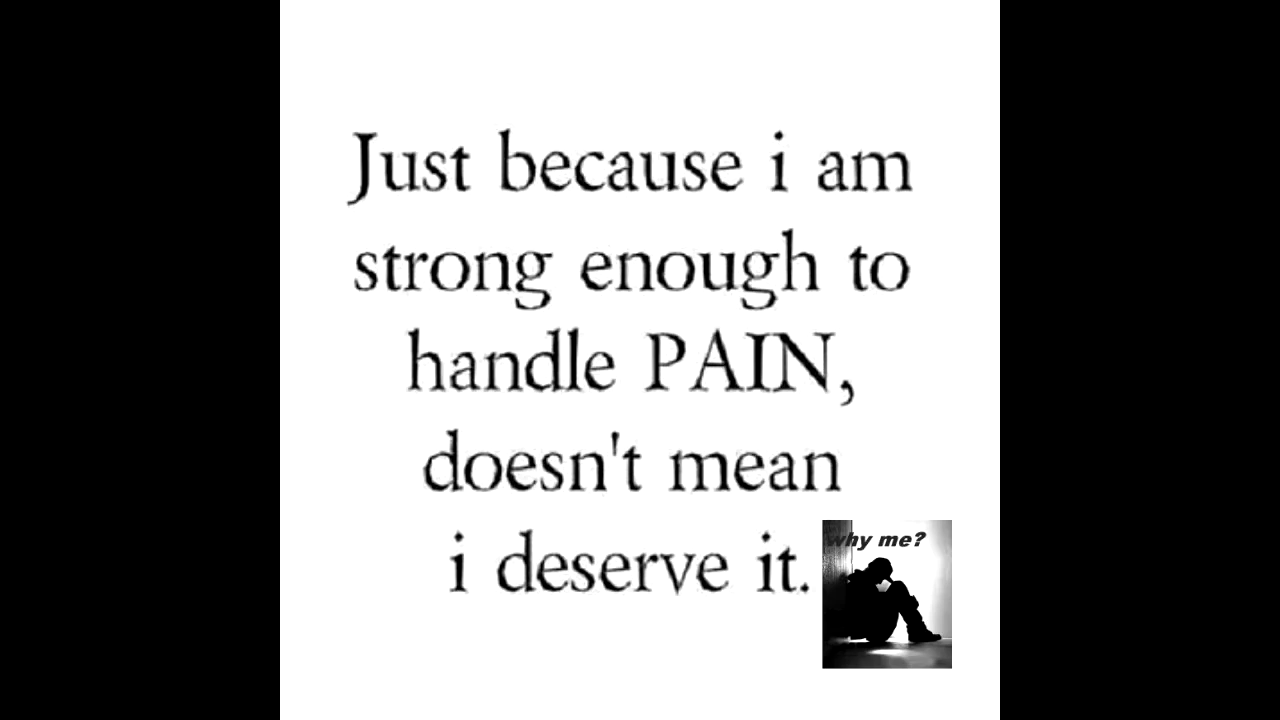 Just because i am
strong enough to
handle PAIN,
doesn't mean
i deserve it.
why me?